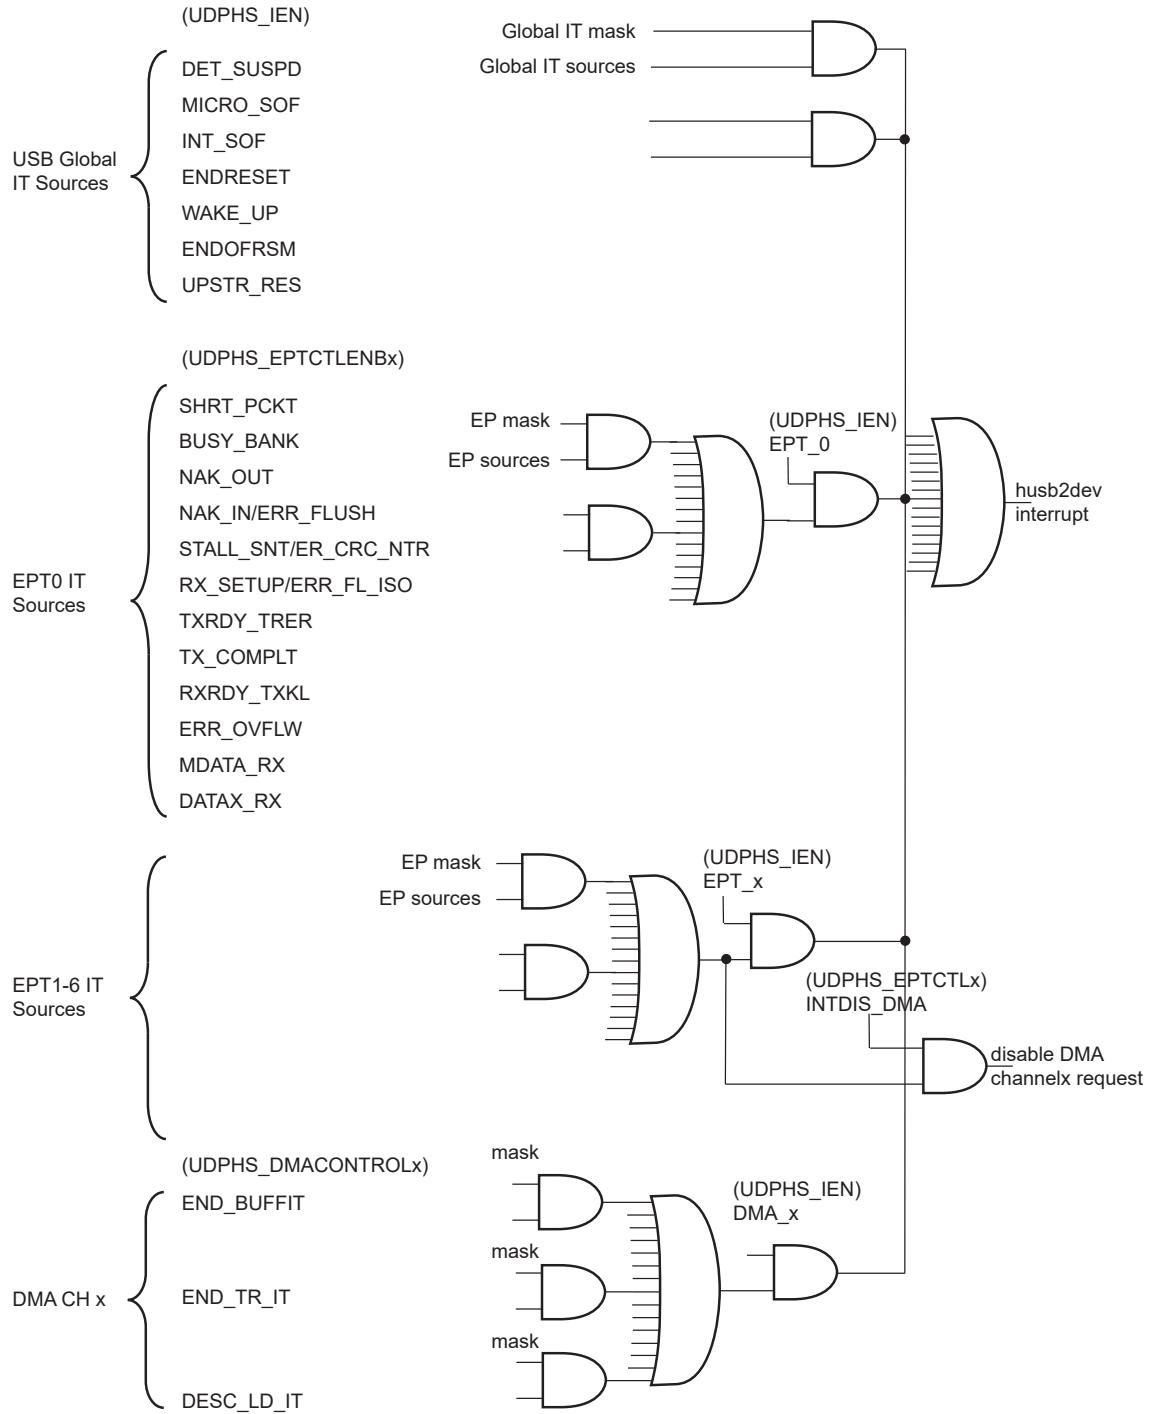 (UDPHS_IEN)
Global IT mask
Global IT sources
DET_SUSPD
MICRO_SOF
INT_SOF
ENDRESET
WAKE_UP
ENDOFRSM
UPSTR_RES
USB Global
IT Sources
(UDPHS_EPTCTLENBx)
SHRT_PCKT
BUSY_BANK
NAK_OUT
NAK_IN/ERR_FLUSH
STALL_SNT/ER_CRC_NTR
RX_SETUP/ERR_FL_ISO
TXRDY_TRER
TX_COMPLT
RXRDY_TXKL
ERR_OVFLW
MDATA_RX
DATAX_RX
EPT0 IT
Sources
EP mask
EP sources
(UDPHS_IEN)
EPT_0
husb2dev
interrupt
EPT1-6 IT
Sources
EP mask
EP sources
(UDPHS_IEN)
EPT_x
(UDPHS_EPTCTLx)
INTDIS_DMA
disable DMA
channelx request
(UDPHS_DMACONTROLx)
END_BUFFIT
END_TR_IT
DESC_LD_IT
DMA CH x
mask
mask
mask
(UDPHS_IEN)
DMA_x